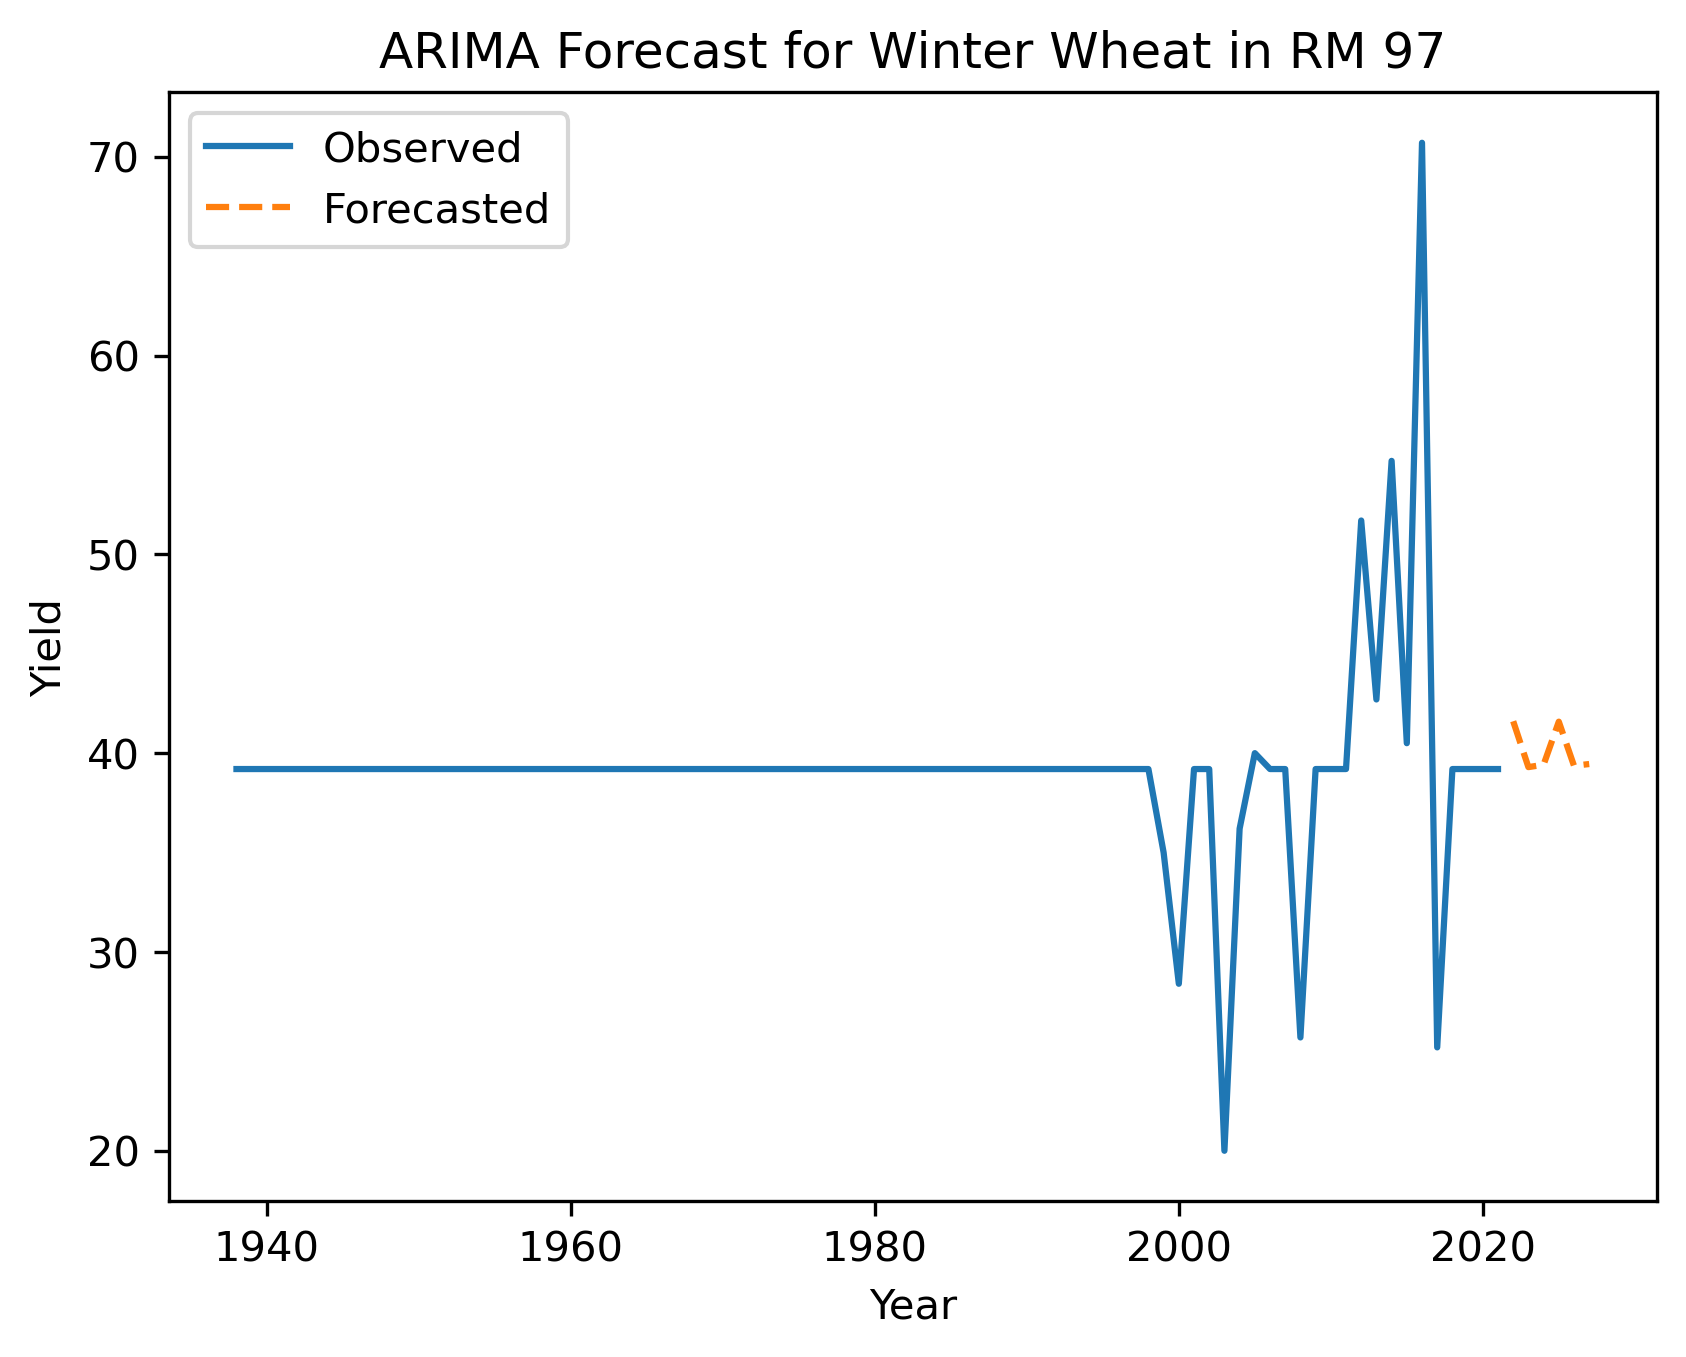 ARIMA Forecast for Winter Wheat in RM 97
Observed
Forecasted
70
60
50
40
30
20
Yield
1940 1960 1980 2000 2020
Year